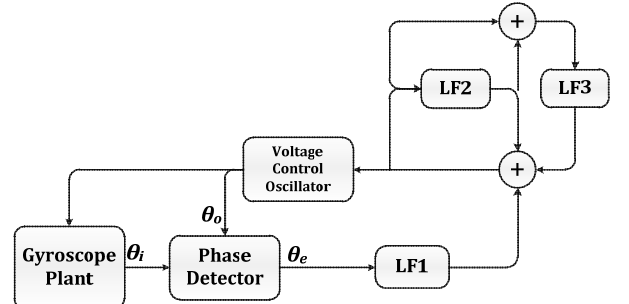 +
LF2
LF3
Voltage
Control
Oscillator
+
θo
Gyroscope
Plant
θi
Phase
Detector
θe
LF1